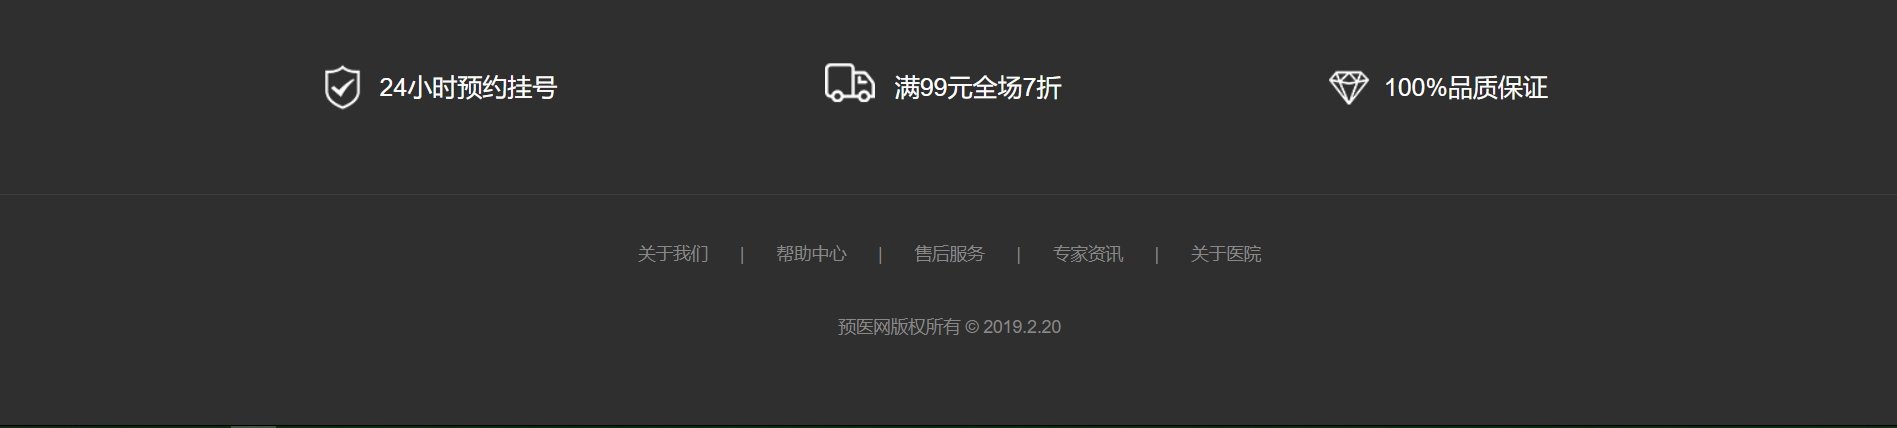 24小时预约挂号 满99元全场7折 100%品质保证
关于我们 | 帮助中心 | 售后服务 | 专家资讯 | 关于医院
预医网版权所有 © 2019.2.20